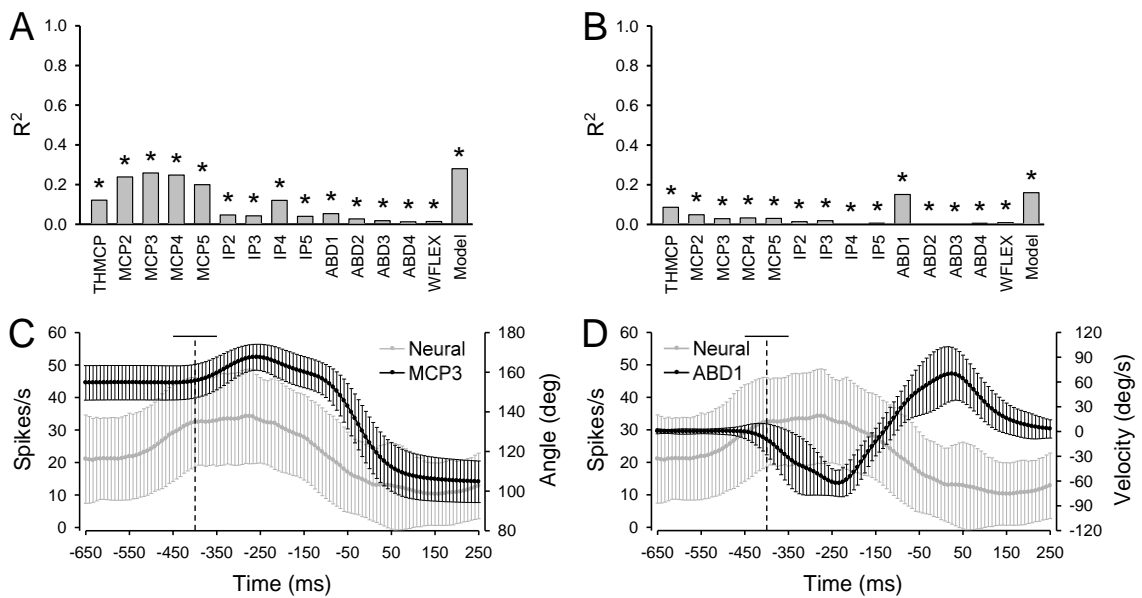 A
R²
1.0
0.8
0.6
0.4
0.2
0.0
* * * * * * * * * * * * * * *
THMCP MCP2 MCP3 MCP4 MCP5 IP2 IP3 IP4 IP5 ABD1 ABD2 ABD3 ABD4 WFLEX Model
B
R²
1.0
0.8
0.6
0.4
0.2
0.0
* * * * * * * * * * * * * * *
THMCP MCP2 MCP3 MCP4 MCP5 IP2 IP3 IP4 IP5 ABD1 ABD2 ABD3 ABD4 WFLEX Model
C
Spikes/s
60
50
40
30
20
10
0
Neural
MCP3
180
160
140
120
100
80
Angle (deg)
-650 -550 -450 -350 -250 -150 -50 50 150 250
Time (ms)
D
Spikes/s
60
50
40
30
20
10
0
Neural
ABD1
120
90
60
30
0
-30
-60
-90
-120
Velocity (deg/s)
-650 -550 -450 -350 -250 -150 -50 50 150 250
Time (ms)